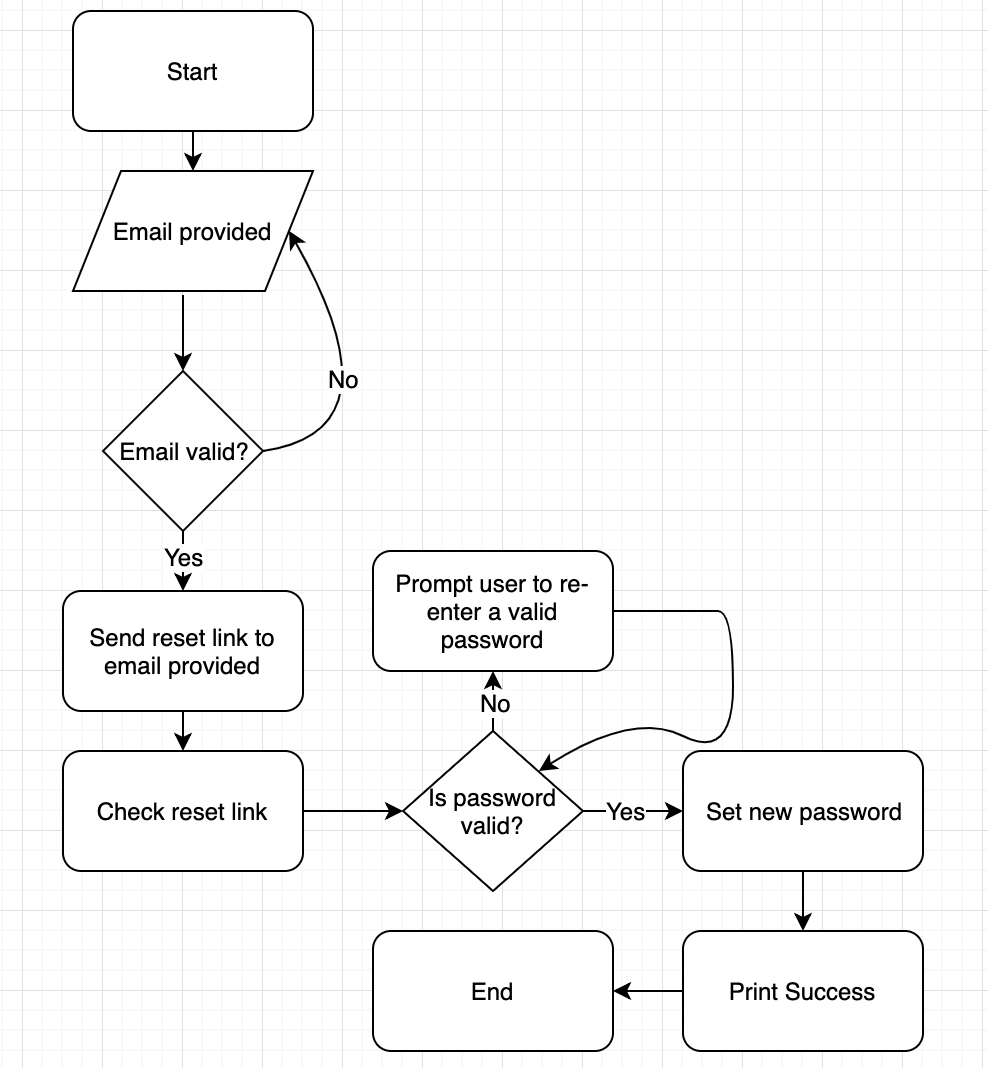 Start
Email provided
No
Email valid?
Yes
Send reset link to
email provided
Check reset link
Prompt user to re-
enter a valid
password
No
Is password
valid?
Yes
Set new password
Print Success
End